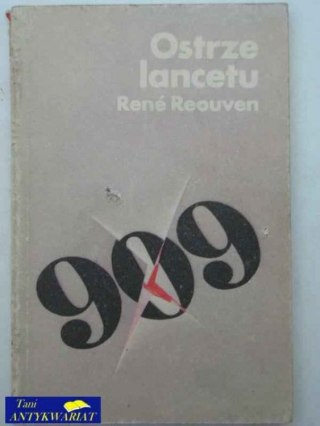 Ostrze
lancetu
René Reouven
909
Tani
ANTYKWARIAT